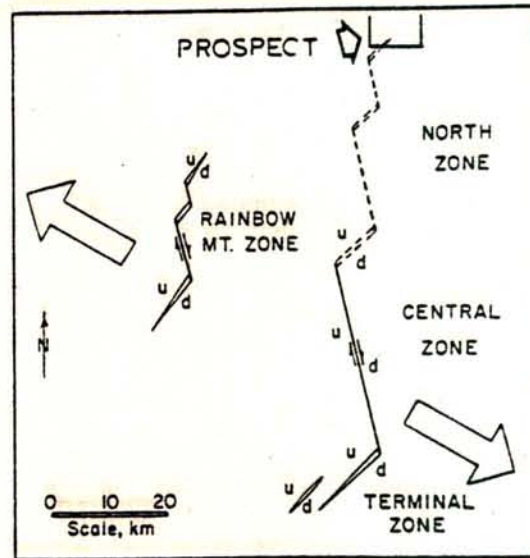 PROSPECT
NORTH
ZONE
u
d
RAINBOW
MT. ZONE
u
d
u
d
N
CENTRAL
ZONE
u
d
0 10 20
Scale, km
u
d
u
d
TERMINAL
ZONE